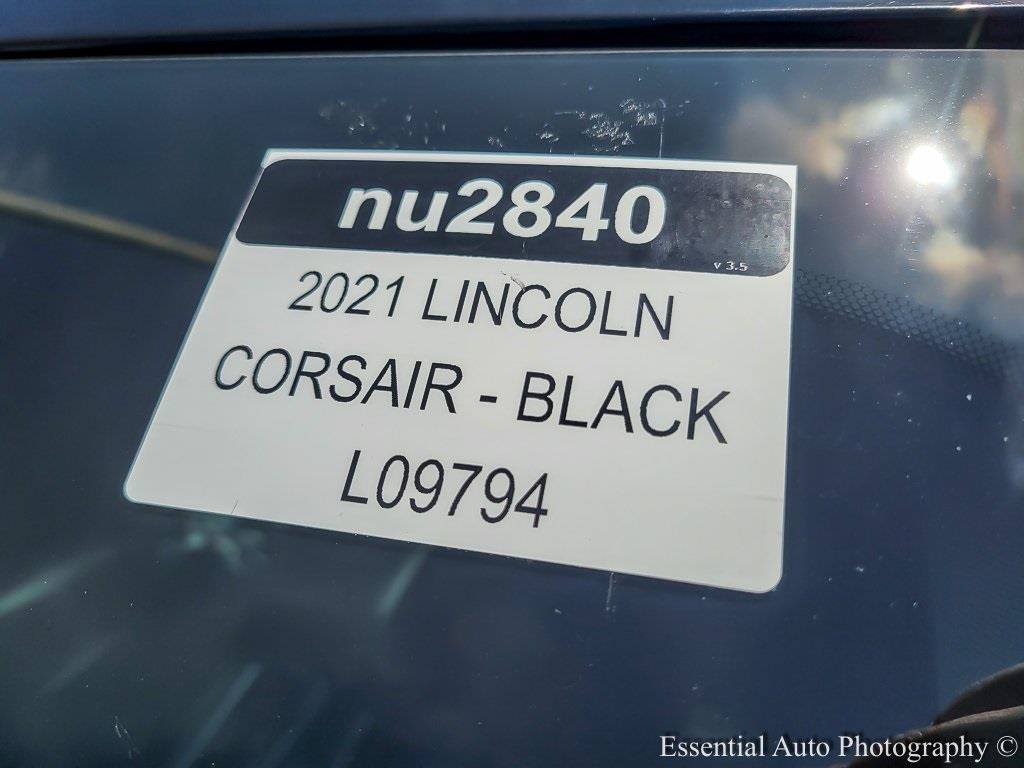 nu2840
v 3.5
2021 LINCOLN
CORSAIR - BLACK
L09794
Essential Auto Photography ©